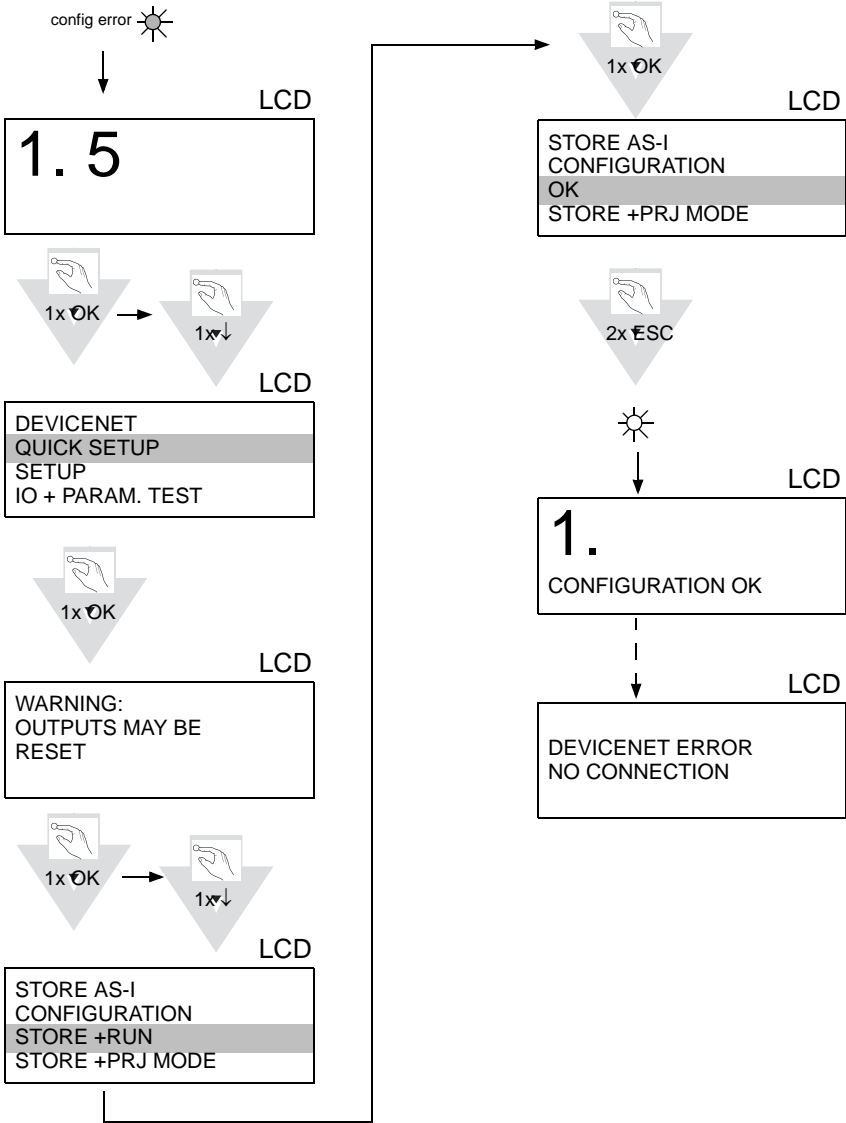 config error
LCD
1. 5
1x OK
1x ↓
LCD
DEVICENET
QUICK SETUP
SETUP
IO + PARAM. TEST
1x OK
LCD
WARNING:
OUTPUTS MAY BE
RESET
1x OK
1x ↓
LCD
STORE AS-I
CONFIGURATION
STORE +RUN
STORE +PRJ MODE
1x OK
LCD
STORE AS-I
CONFIGURATION
OK
STORE +PRJ MODE
2x ESC
LCD
1.
CONFIGURATION OK
LCD
DEVICENET ERROR
NO CONNECTION